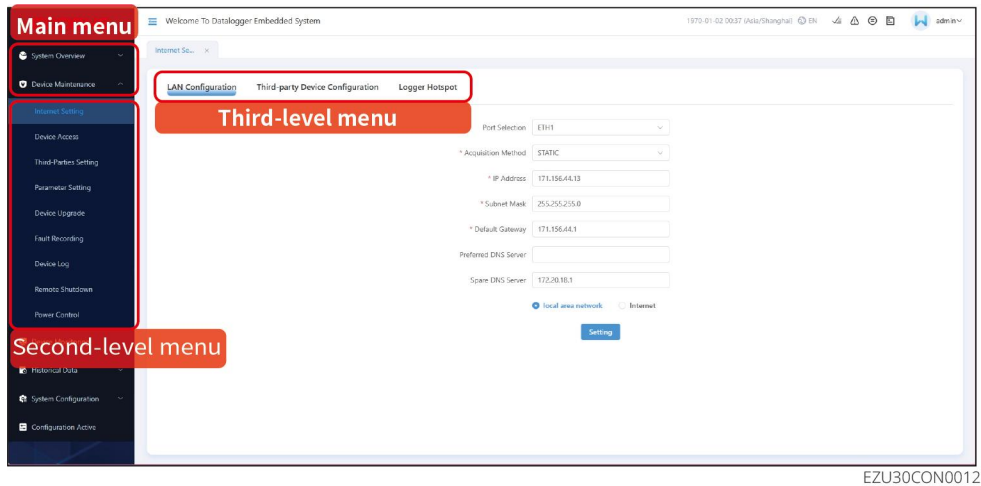 Main menu
Welcome To Datalogger Embedded System
1970-01-02 00:37 (Asia/Shanghai) EN
admin
System Overview
Device Maintenance
Internet Setting
Device Access
Third-Parties Setting
Parameter Setting
Device Upgrade
Fault Recording
Device Log
Remote Shutdown
Power Control
Second-level menu
Historical Data
System Configuration
Configuration Active
Internet Se... ×
LAN Configuration Third-party Device Configuration Logger Hotspot
Third-level menu
Port Selection ETH1
* Acquisition Method STATIC
* IP Address 171.156.44.13
* Subnet Mask 255.255.255.0
* Default Gateway 171.156.44.1
Preferred DNS Server
Spare DNS Server 172.20.18.1
local area network Internet
Setting
EZU30CON0012